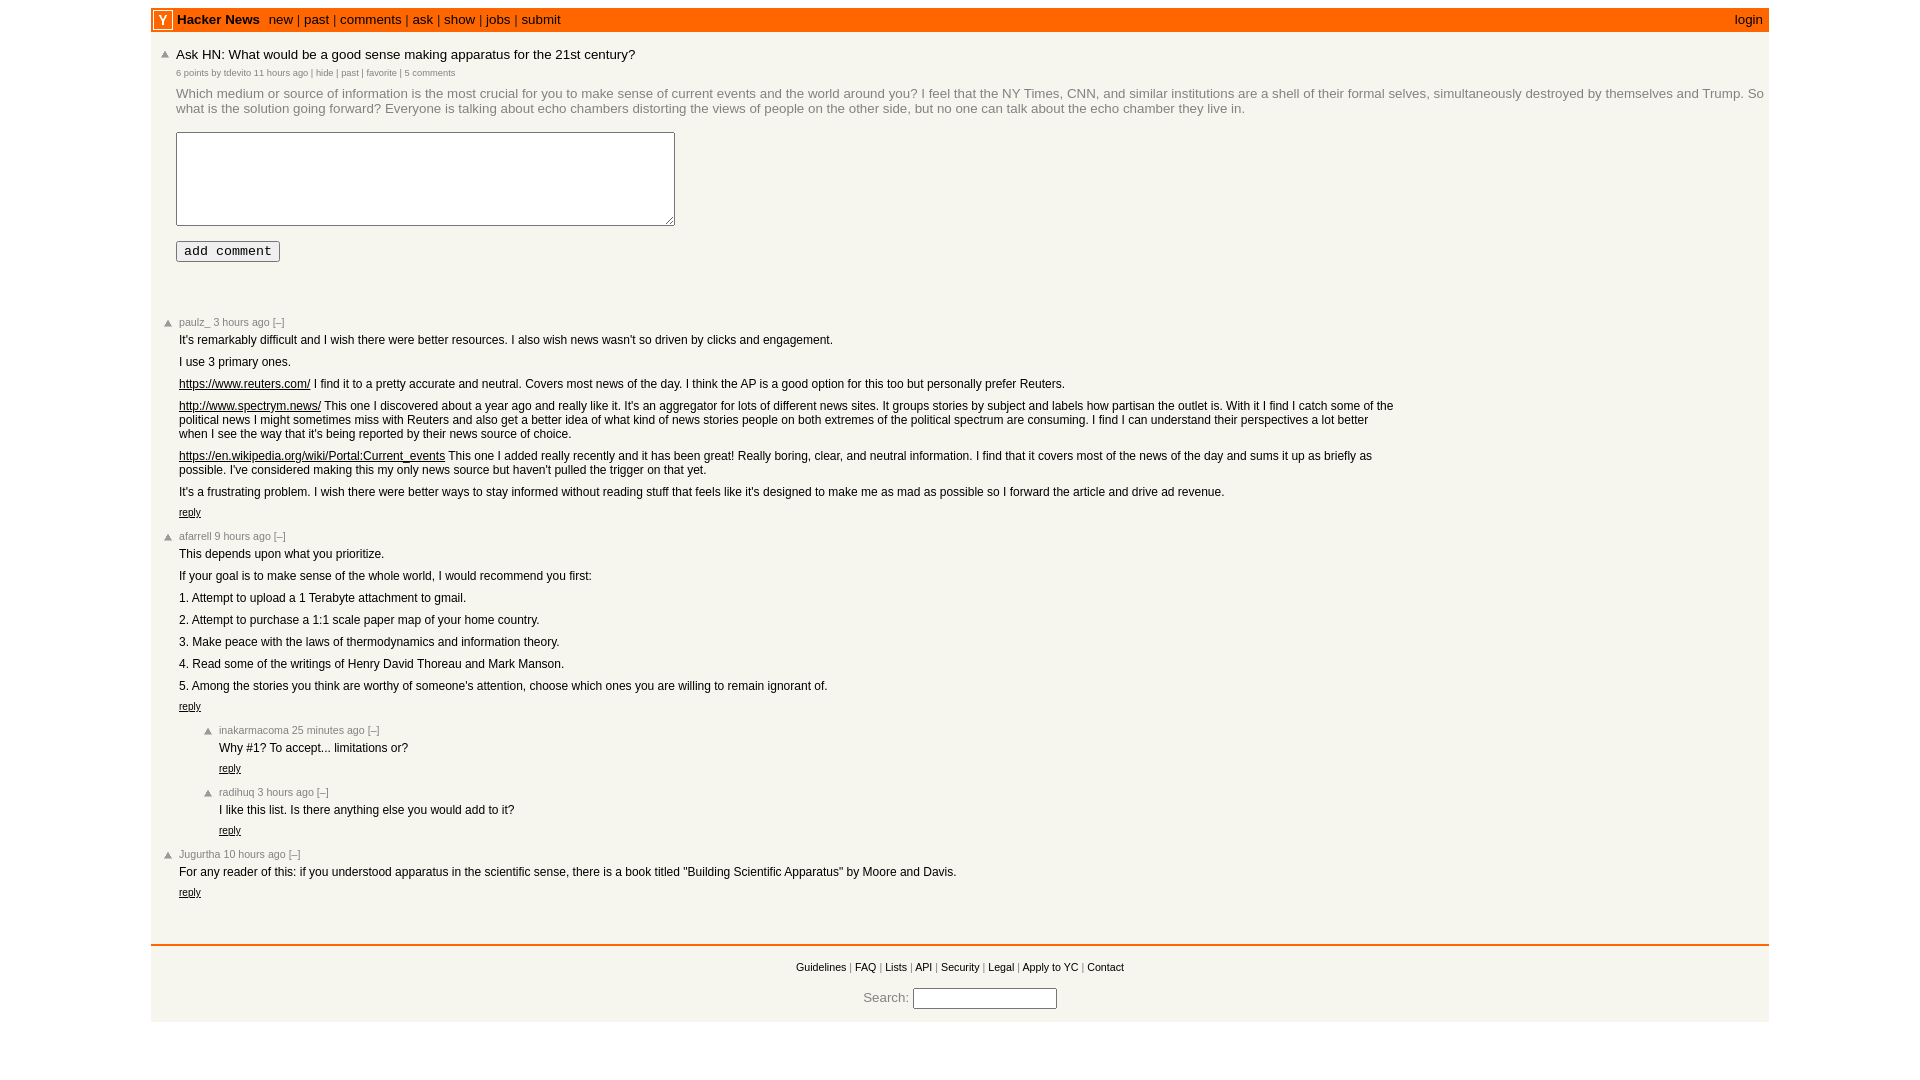 Y Hacker News new | past | comments | ask | show | jobs | submit login
Ask HN: What would be a good sense making apparatus for the 21st century?
6 points by tdevito 11 hours ago | hide | past | favorite | 5 comments
Which medium or source of information is the most crucial for you to make sense of current events and the world around you? I feel that the NY Times, CNN, and similar institutions are a shell of their formal selves, simultaneously destroyed by themselves and Trump. So
what is the solution going forward? Everyone is talking about echo chambers distorting the views of people on the other side, but no one can talk about the echo chamber they live in.
add comment
paulz_ 3 hours ago [–]
It's remarkably difficult and I wish there were better resources. I also wish news wasn't so driven by clicks and engagement.
I use 3 primary ones.
https://www.reuters.com/ I find it to a pretty accurate and neutral. Covers most news of the day. I think the AP is a good option for this too but personally prefer Reuters.
http://www.spectrym.news/ This one I discovered about a year ago and really like it. It's an aggregator for lots of different news sites. It groups stories by subject and labels how partisan the outlet is. With it I find I catch some of the
political news I might sometimes miss with Reuters and also get a better idea of what kind of news stories people on both extremes of the political spectrum are consuming. I find I can understand their perspectives a lot better
when I see the way that it's being reported by their news source of choice.
https://en.wikipedia.org/wiki/Portal:Current_events This one I added really recently and it has been great! Really boring, clear, and neutral information. I find that it covers most of the news of the day and sums it up as briefly as
possible. I've considered making this my only news source but haven't pulled the trigger on that yet.
It's a frustrating problem. I wish there were better ways to stay informed without reading stuff that feels like it's designed to make me as mad as possible so I forward the article and drive ad revenue.
reply
afarrell 9 hours ago [–]
This depends upon what you prioritize.
If your goal is to make sense of the whole world, I would recommend you first:
1. Attempt to upload a 1 Terabyte attachment to gmail.
2. Attempt to purchase a 1:1 scale paper map of your home country.
3. Make peace with the laws of thermodynamics and information theory.
4. Read some of the writings of Henry David Thoreau and Mark Manson.
5. Among the stories you think are worthy of someone's attention, choose which ones you are willing to remain ignorant of.
reply
inakarmacoma 25 minutes ago [–]
Why #1? To accept... limitations or?
reply
radihuq 3 hours ago [–]
I like this list. Is there anything else you would add to it?
reply
Jugurtha 10 hours ago [–]
For any reader of this: if you understood apparatus in the scientific sense, there is a book titled "Building Scientific Apparatus" by Moore and Davis.
reply
Guidelines | FAQ | Lists | API | Security | Legal | Apply to YC | Contact
Search: